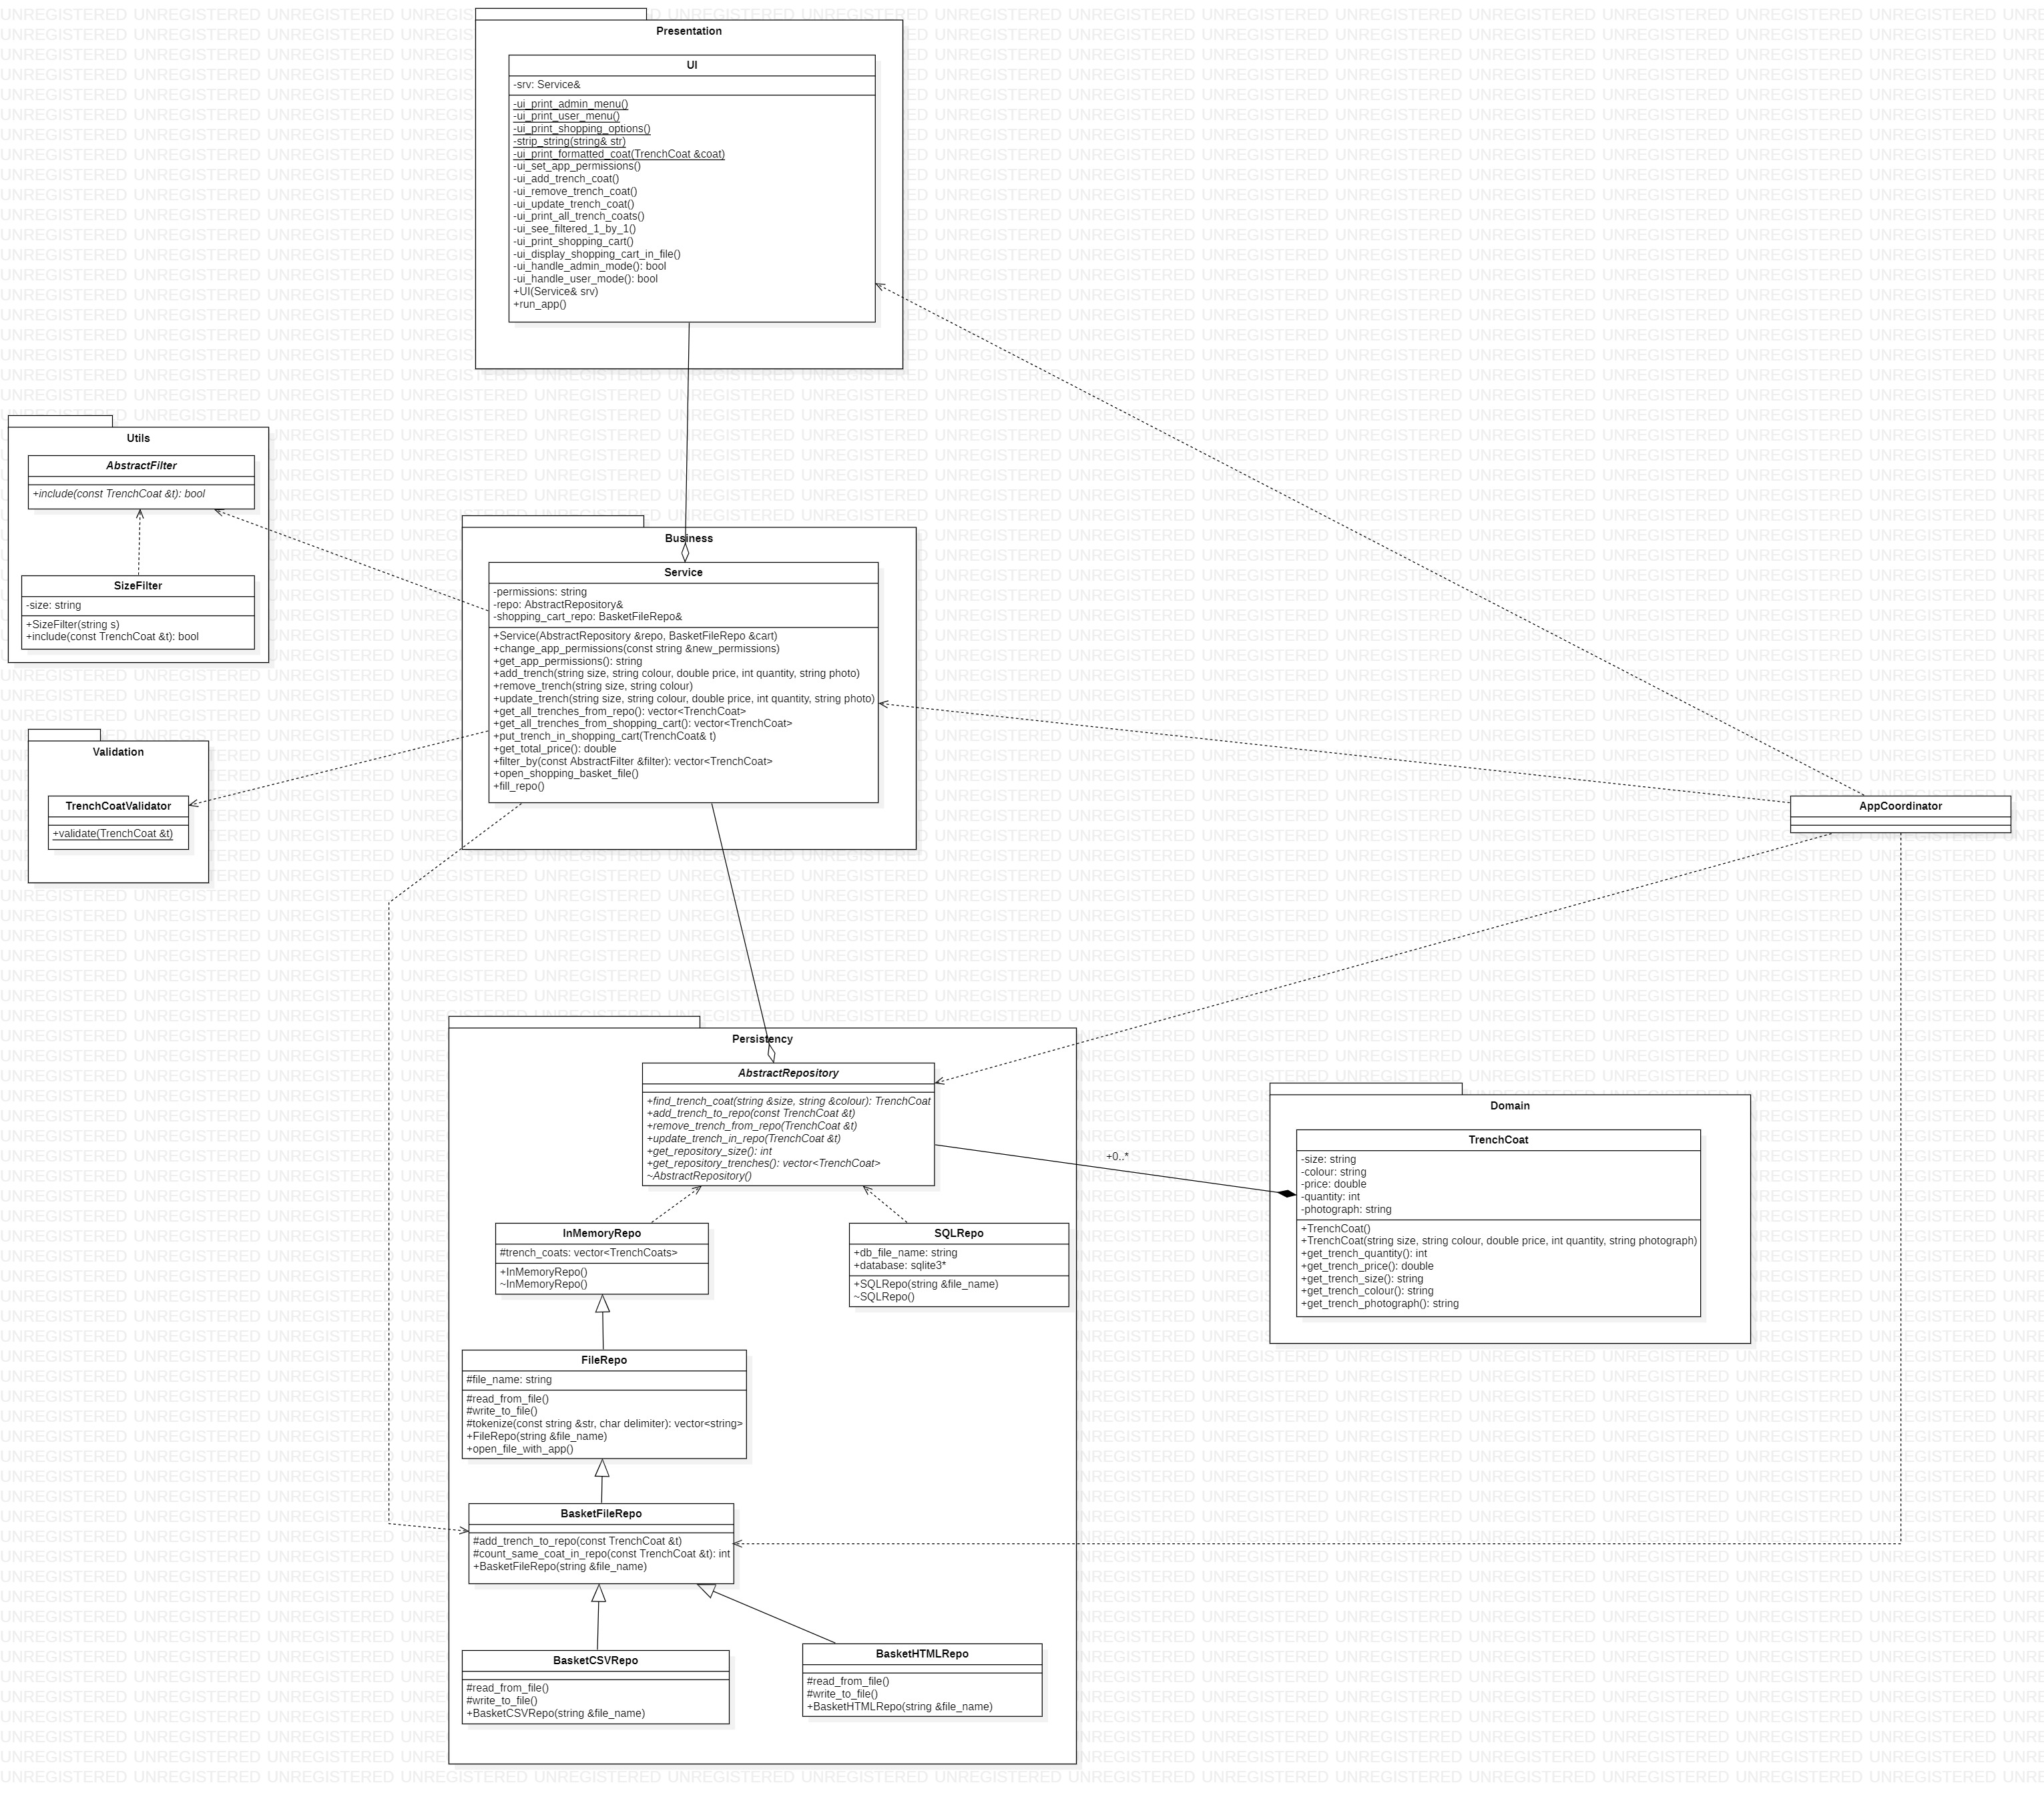 Presentation
UI
-srv: Service&
-ui_print_admin_menu()
-ui_print_user_menu()
-ui_print_shopping_options()
-strip_string(string& str)
-ui_print_formatted_coat(TrenchCoat &coat)
-ui_set_app_permissions()
-ui_add_trench_coat()
-ui_remove_trench_coat()
-ui_update_trench_coat()
-ui_print_all_trench_coats()
-ui_see_filtered_1_by_1()
-ui_print_shopping_cart()
-ui_display_shopping_cart_in_file()
-ui_handle_admin_mode(): bool
-ui_handle_user_mode(): bool
+UI(Service& srv)
+run_app()
Utils
AbstractFilter
+include(const TrenchCoat &t): bool
SizeFilter
-size: string
+SizeFilter(string s)
+include(const TrenchCoat &t): bool
Validation
TrenchCoatValidator
+validate(TrenchCoat &t)
Business
Service
-permissions: string
-repo: AbstractRepository&
-shopping_cart_repo: BasketFileRepo&
+Service(AbstractRepository &repo, BasketFileRepo &cart)
+change_app_permissions(const string &new_permissions)
+get_app_permissions(): string
+add_trench(string size, string colour, double price, int quantity, string photo)
+remove_trench(string size, string colour)
+update_trench(string size, string colour, double price, int quantity, string photo)
+get_all_trenches_from_repo(): vector<TrenchCoat>
+get_all_trenches_from_shopping_cart(): vector<TrenchCoat>
+put_trench_in_shopping_cart(TrenchCoat& t)
+get_total_price(): double
+filter_by(const AbstractFilter &filter): vector<TrenchCoat>
+open_shopping_basket_file()
+fill_repo()
AppCoordinator
Persistency
AbstractRepository
+find_trench_coat(string &size, string &colour): TrenchCoat
+add_trench_to_repo(const TrenchCoat &t)
+remove_trench_from_repo(TrenchCoat &t)
+update_trench_in_repo(TrenchCoat &t)
+get_repository_size(): int
+get_repository_trenches(): vector<TrenchCoat>
~AbstractRepository()
+0..*
Domain
TrenchCoat
-size: string
-colour: string
-price: double
-quantity: int
-photograph: string
+TrenchCoat()
+TrenchCoat(string size, string colour, double price, int quantity, string photograph)
+get_trench_quantity(): int
+get_trench_price(): double
+get_trench_size(): string
+get_trench_colour(): string
+get_trench_photograph(): string
InMemoryRepo
#trench_coats: vector<TrenchCoats>
+InMemoryRepo()
~InMemoryRepo()
SQLRepo
+db_file_name: string
+database: sqlite3*
+SQLRepo(string &file_name)
~SQLRepo()
FileRepo
#file_name: string
#read_from_file()
#write_to_file()
#tokenize(const string &str, char delimiter): vector<string>
+FileRepo(string &file_name)
+open_file_with_app()
BasketFileRepo
#add_trench_to_repo(const TrenchCoat &t)
#count_same_coat_in_repo(const TrenchCoat &t): int
+BasketFileRepo(string &file_name)
BasketCSVRepo
#read_from_file()
#write_to_file()
+BasketCSVRepo(string &file_name)
BasketHTMLRepo
#read_from_file()
#write_to_file()
+BasketHTMLRepo(string &file_name)